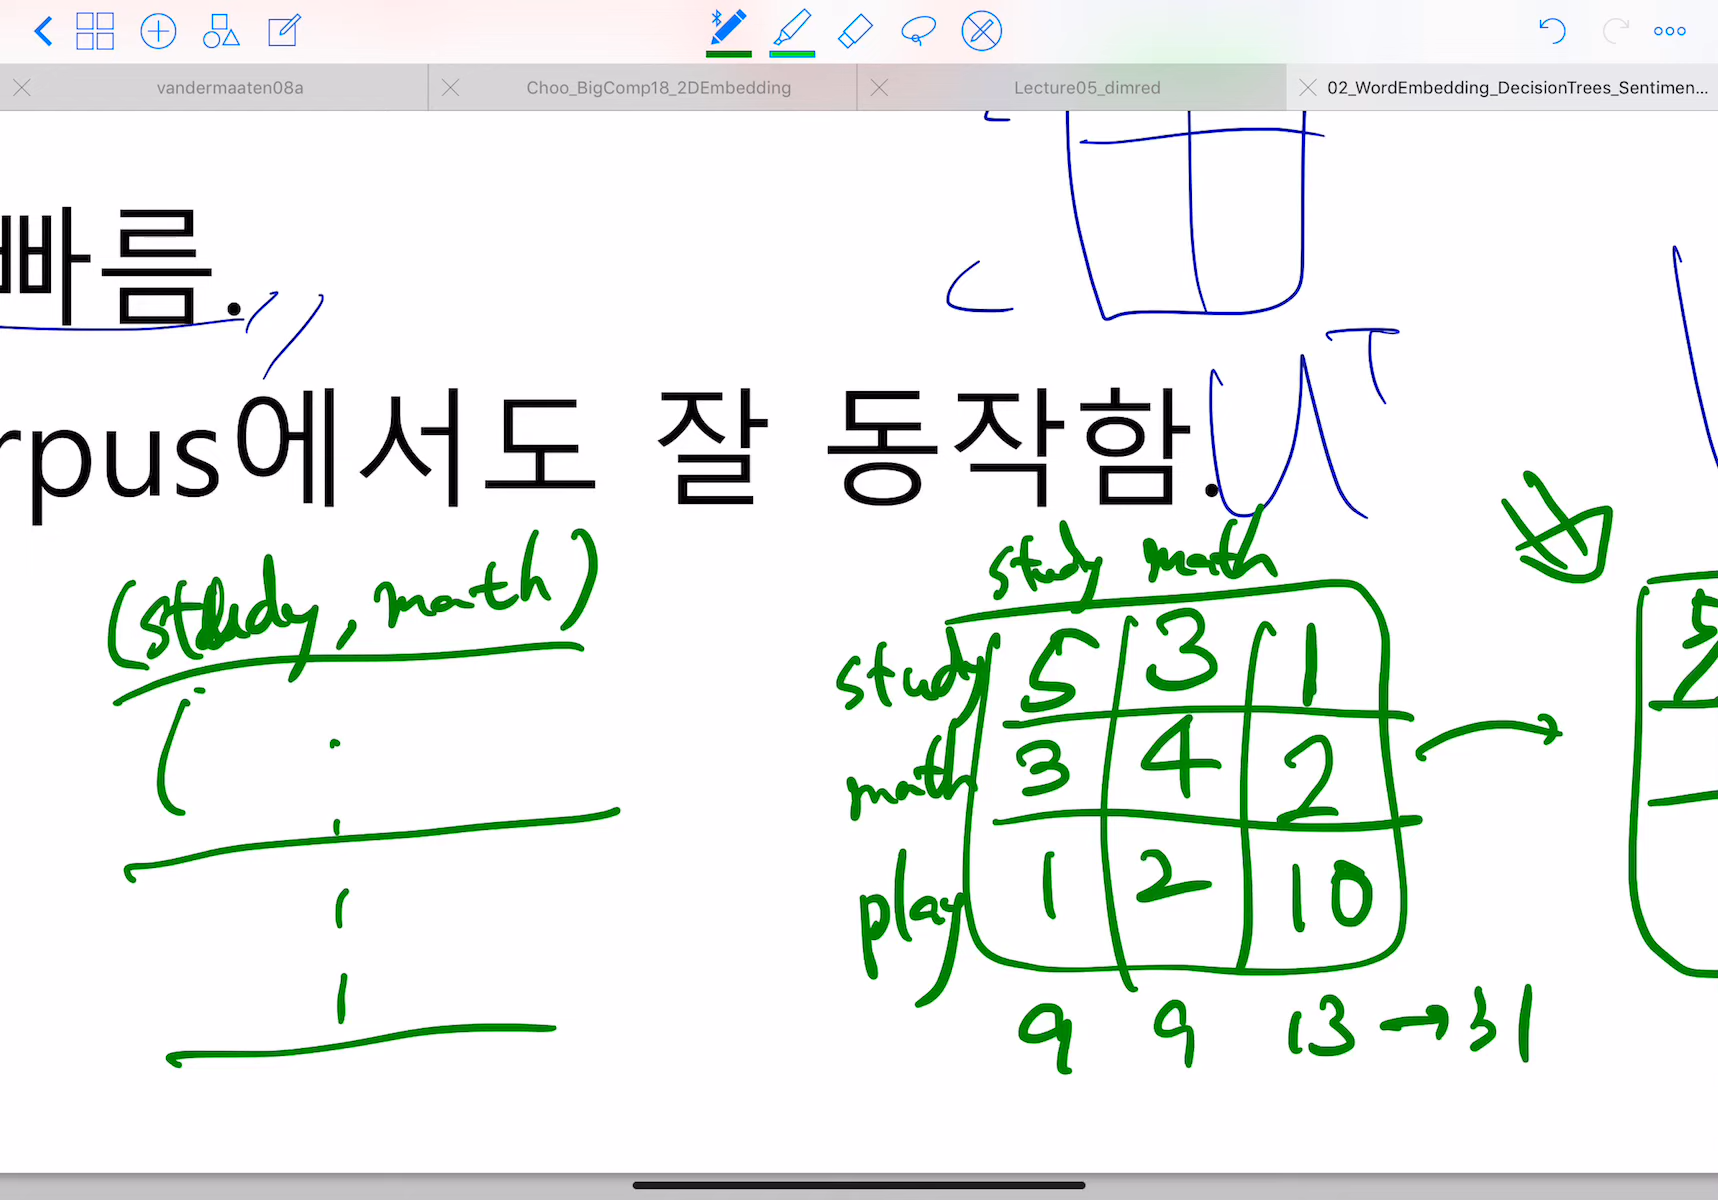 vandermaaten08a Choo_BigComp18_2DEmbedding Lecture05_dimred 02_WordEmbedding_DecisionTrees_Sentimen...
빠름.
rpus에서도 잘 동작함.
U^T
(study, math)
study math
study 5 3 1
math 3 4 2
play 1 2 10
9 9 13 → 31
5